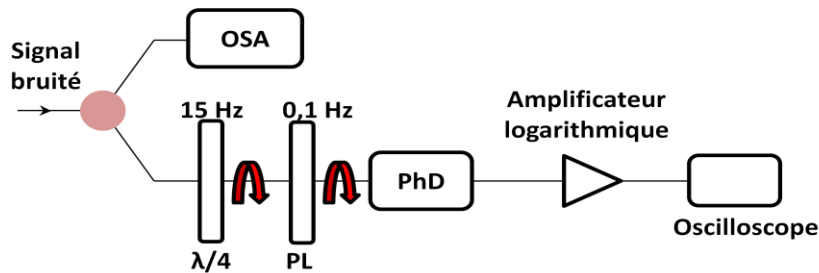 OSA
Signal
bruité
15 Hz
0,1 Hz
Amplificateur
logarithmique
PhD
Oscilloscope
λ/4
PL